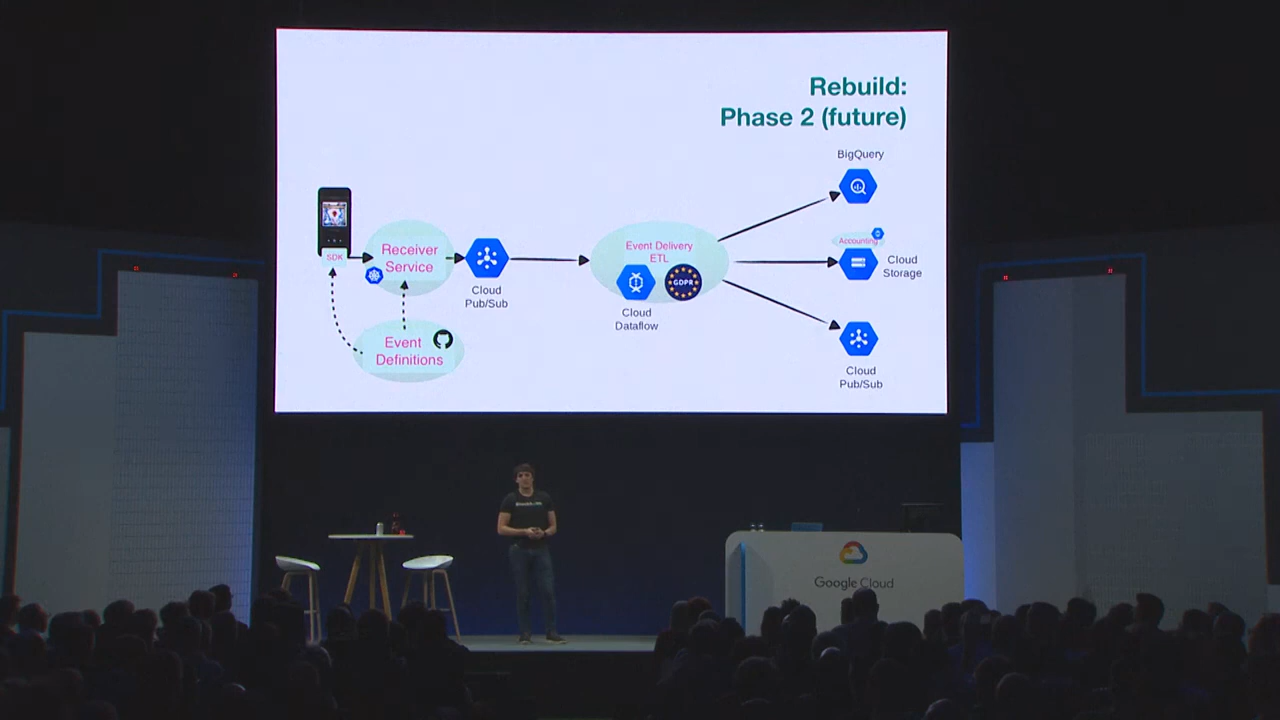 Rebuild:
Phase 2 (future)
BigQuery
SDK
Receiver
Service
Cloud
Pub/Sub
Event Delivery
ETL
GDPR
Cloud
Dataflow
Accounting
Cloud
Storage
Event
Definitions
Cloud
Pub/Sub
Google Cloud